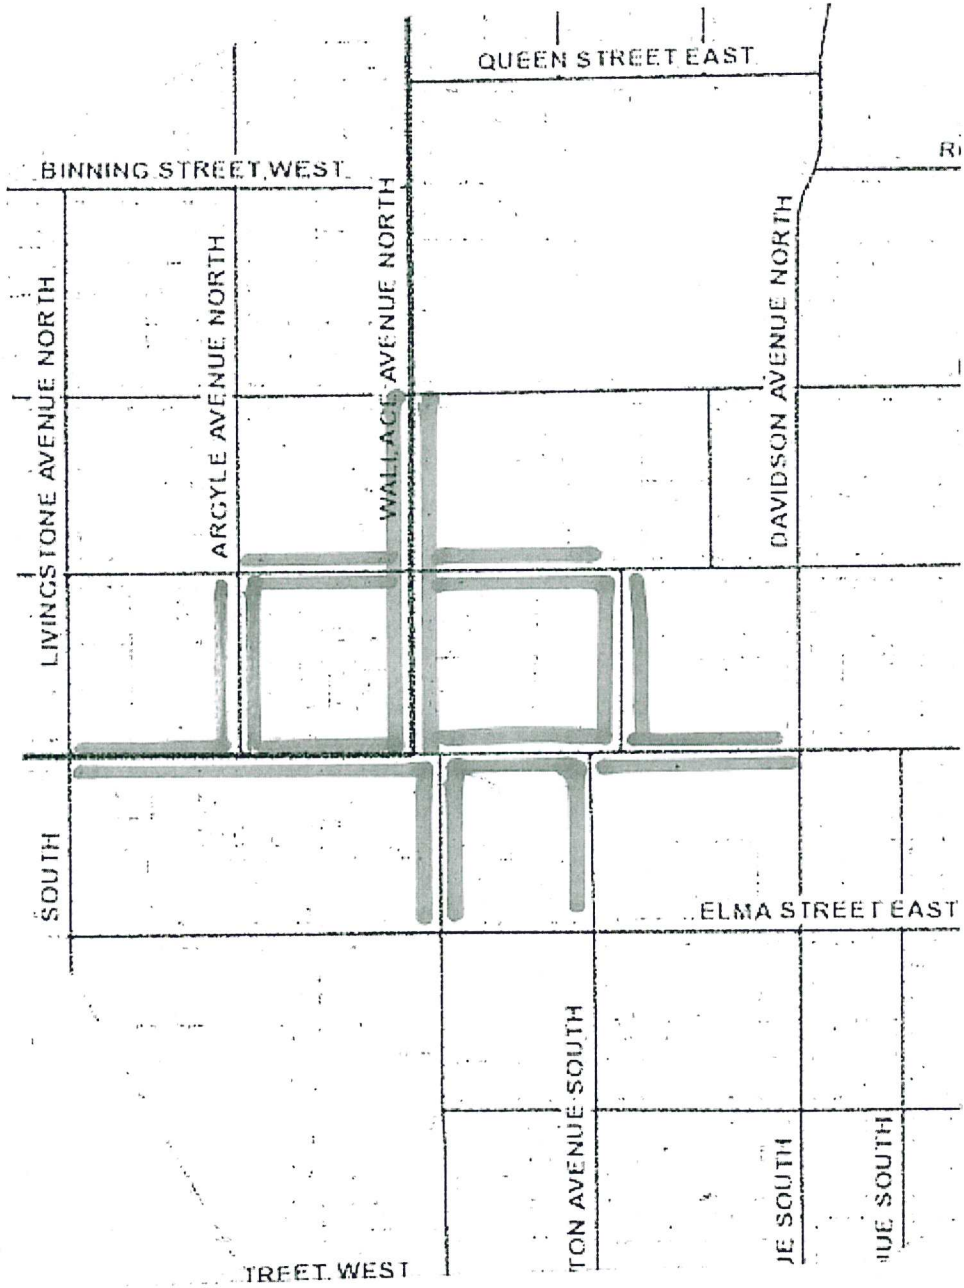 QUEEN STREET EAST
BINNING STREET WEST
LIVINGSTONE AVENUE NORTH
ARGYLE AVENUE NORTH
WALLACE AVENUE NORTH
DAVIDSON AVENUE NORTH
SOUTH
ELMA STREET EAST
TON AVENUE SOUTH
UE SOUTH
TREET WEST